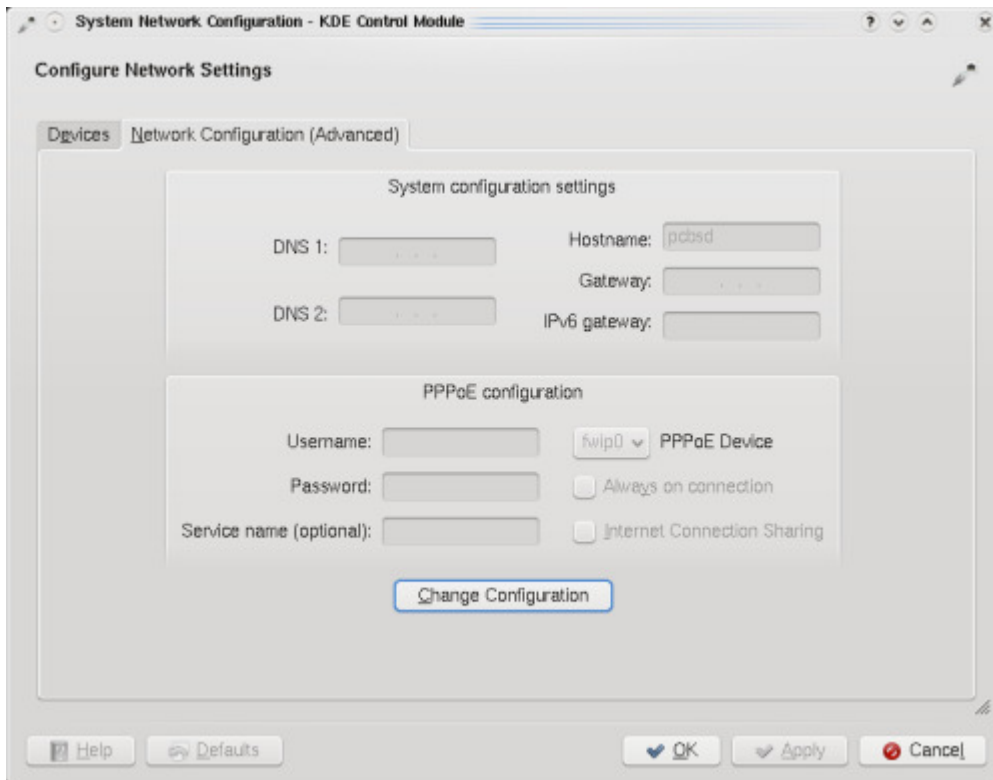 System Network Configuration - KDE Control Module
Configure Network Settings
Devices
Network Configuration (Advanced)
System configuration settings
DNS 1:
Hostname: pcbsd
Gateway:
DNS 2:
IPv6 gateway:
PPPoE configuration
Username:
fwip0 PPPoE Device
Password:
Always on connection
Service name (optional):
Internet Connection Sharing
Change Configuration
Help
Defaults
OK
Apply
Cancel